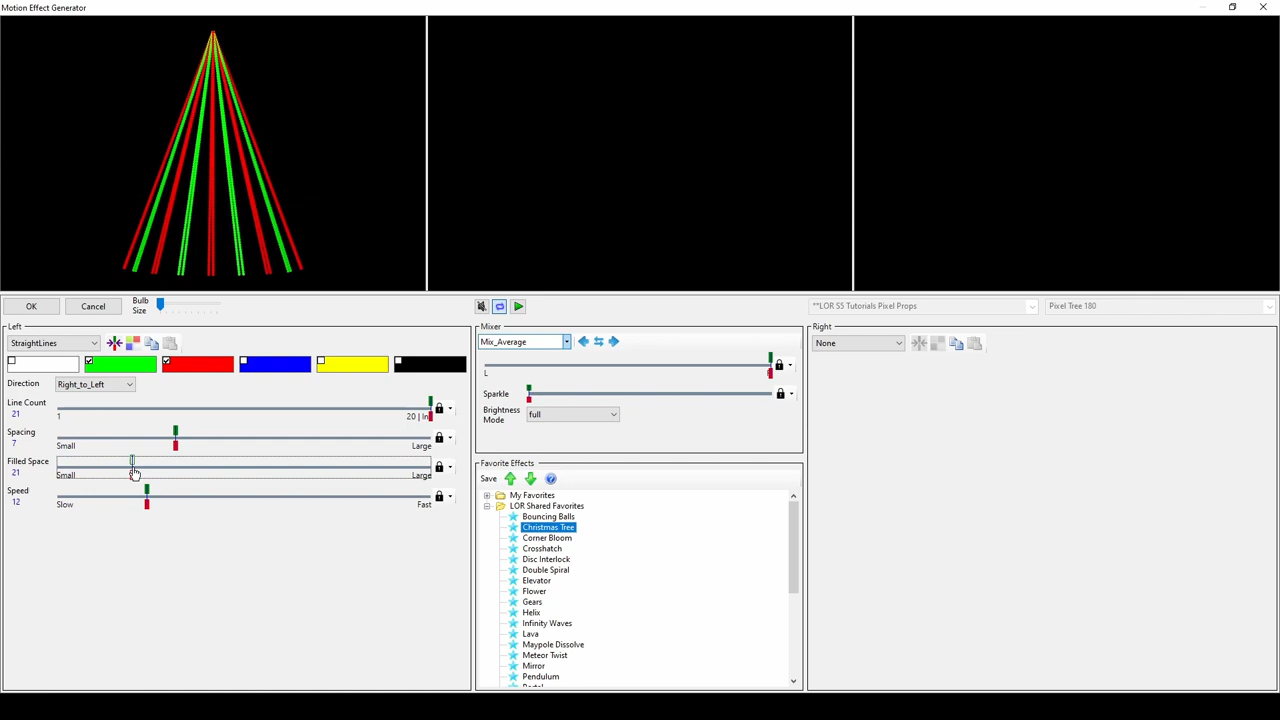 Motion Effect Generator
OK
Cancel
Bulb
Size
**LOR S5 Tutorials Pixel Props
Pixel Tree 180
Left
StraightLines
Direction
Right_to_Left
Line Count
21
1
20 | In
Spacing
7
Small
Large
Filled Space
21
Small
Large
Speed
12
Slow
Fast
Mixer
Mix_Average
L
Sparkle
Brightness
Mode
full
Favorite Effects
Save
My Favorites
LOR Shared Favorites
Bouncing Balls
Christmas Tree
Corner Bloom
Crosshatch
Disc Interlock
Double Spiral
Elevator
Flower
Gears
Helix
Infinity Waves
Lava
Maypole Dissolve
Meteor Twist
Mirror
Pendulum
Right
None